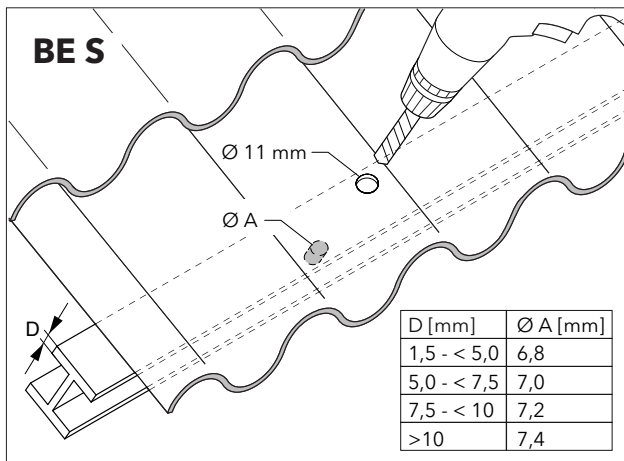 BE S
Ø 11 mm
Ø A
D
D [mm] Ø A [mm]
1,5 - < 5,0 6,8
5,0 - < 7,5 7,0
7,5 - < 10 7,2
>10 7,4